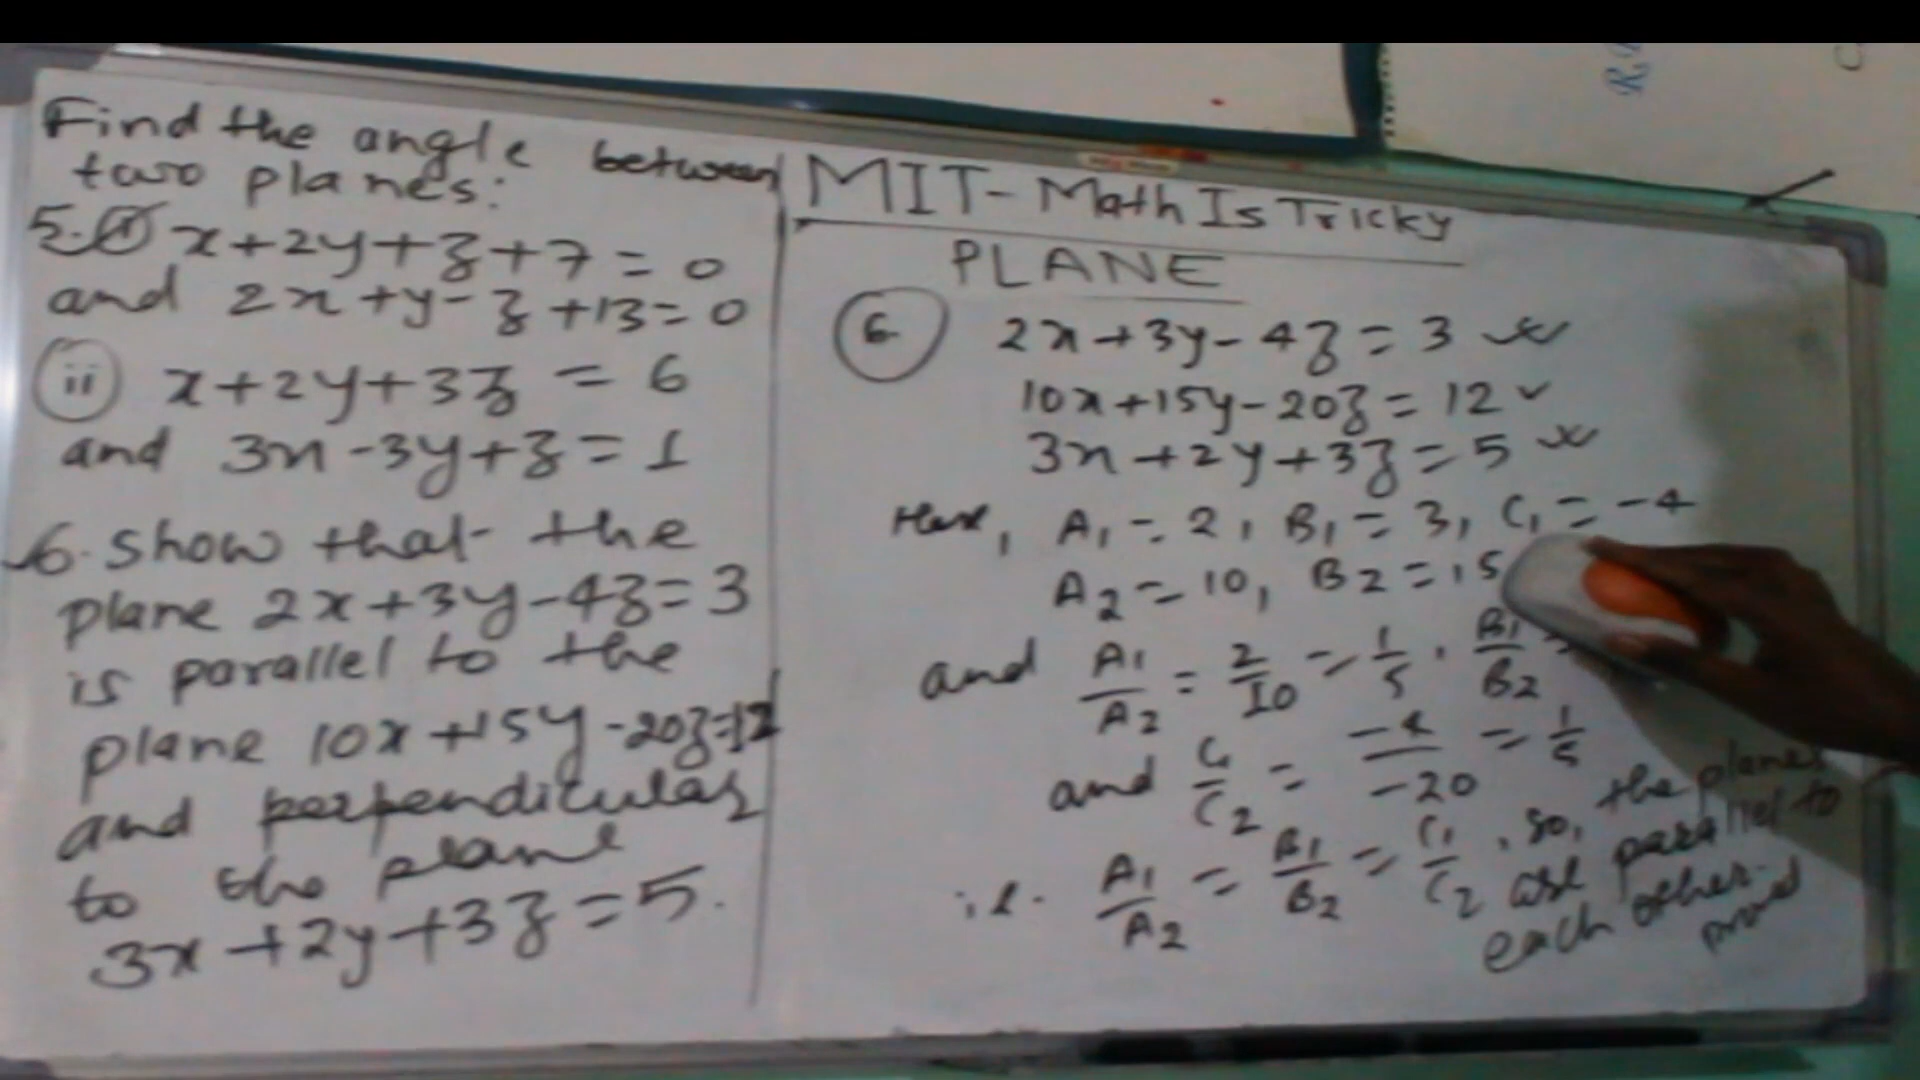 Find the angle between
two planes:
5. (i) x+2y+z+7=0
and 2x+y-z+13=0
(ii) x+2y+3z = 6
and 3x-3y+z=1
6. Show that the
plane 2x+3y-4z=3
is parallel to the
plane 10x+15y-20z=12
and perpendicular
to the plane
3x+2y+3z=5.
MIT- Math Is Tricky
PLANE
6. 2x+3y-4z=3
10x+15y-20z=12 ✓
3x+2y+3z=5
Here, A1 = 2, B1 = 3, C1 = -4
A2 = 10, B2 = 15
and A1/A2 = 2/10 = 1/5, B1/B2 =
and C1/C2 = -4/-20 = 1/5
i.e. A1/A2 = B1/B2 = C1/C2. So, the planes
are parallel to
each other.
proved
R.
C